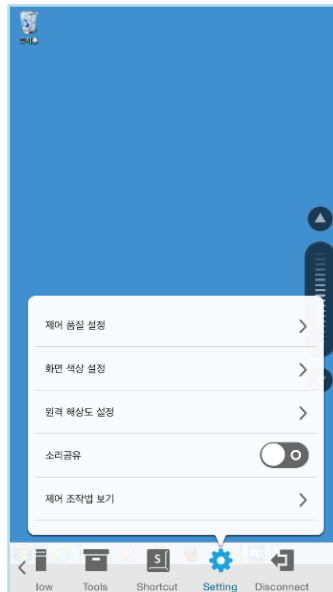 제어 품질 설정
화면 색상 설정
원격 해상도 설정
소리공유
제어 조작법 보기
S
Tools Shortcut Setting Disconnect